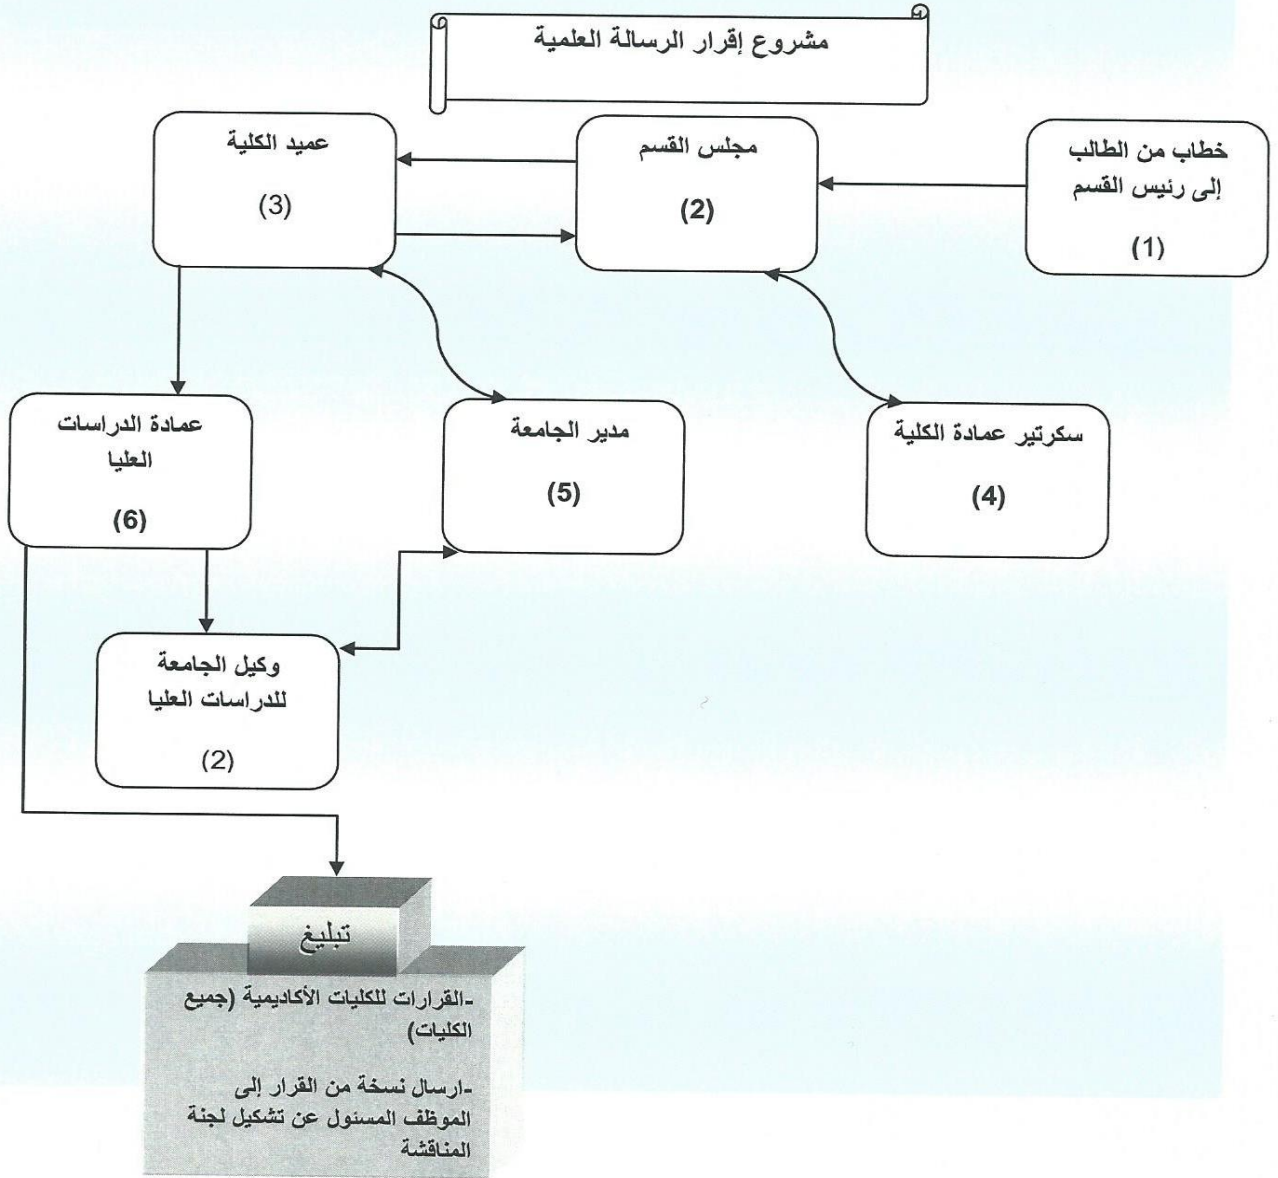 مشروع إقرار الرسالة العلمية
خطاب من الطالب
إلى رئيس القسم
(1)
مجلس القسم
(2)
عميد الكلية
(3)
سكرتير عمادة الكلية
(4)
مدير الجامعة
(5)
عمادة الدراسات
العليا
(6)
وكيل الجامعة
للدراسات العليا
(2)
تبليغ
-القرارات للكليات الأكاديمية (جميع
الكليات)
-ارسال نسخة من القرار إلى
الموظف المسئول عن تشكيل لجنة
المناقشة